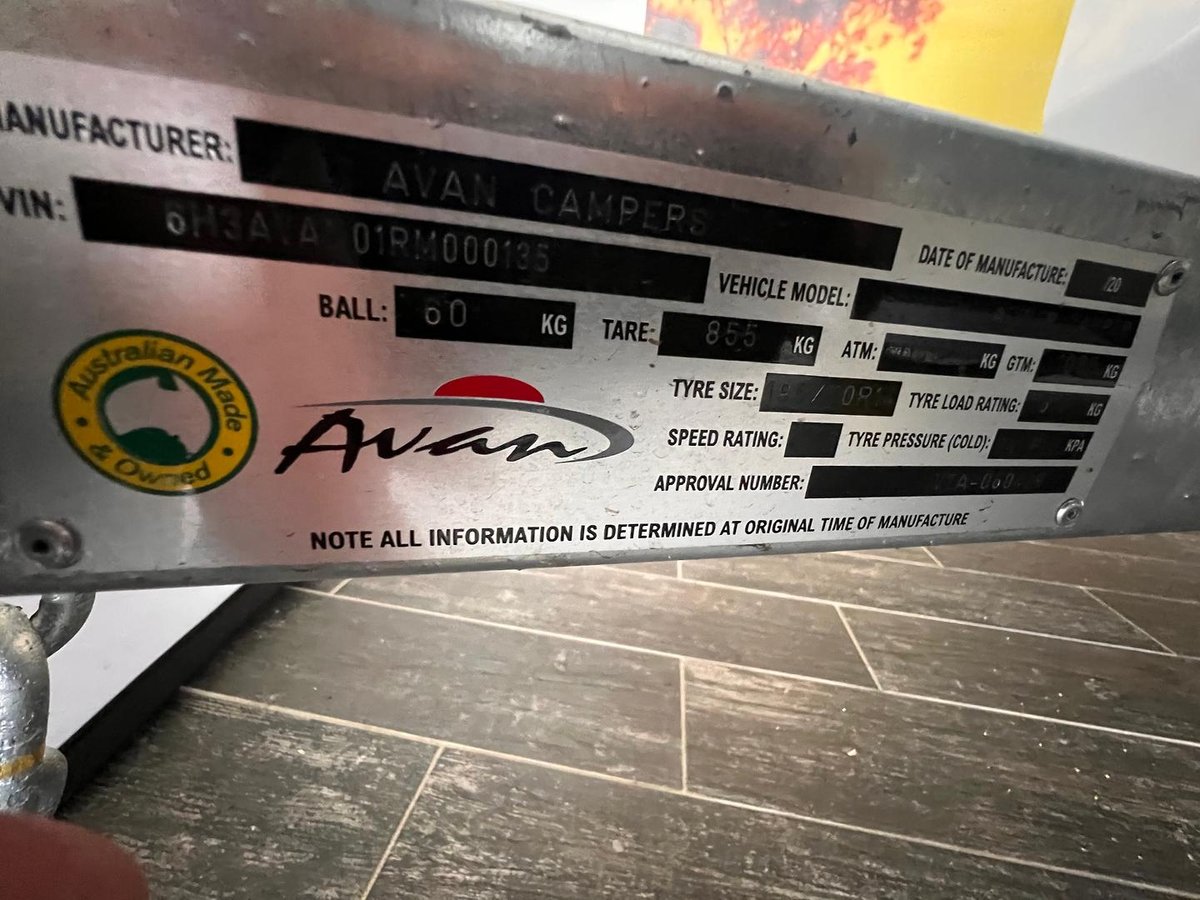 MANUFACTURER: AVAN CAMPERS
VIN: 01RM000135
DATE OF MANUFACTURE: /20
VEHICLE MODEL:
BALL: 60 KG TARE: 855 KG ATM: KG GTM: KG
TYRE SIZE: TYRE LOAD RATING: KG
SPEED RATING: TYRE PRESSURE (COLD): KPA
APPROVAL NUMBER:
Australian Made & Owned
Avan
NOTE ALL INFORMATION IS DETERMINED AT ORIGINAL TIME OF MANUFACTURE